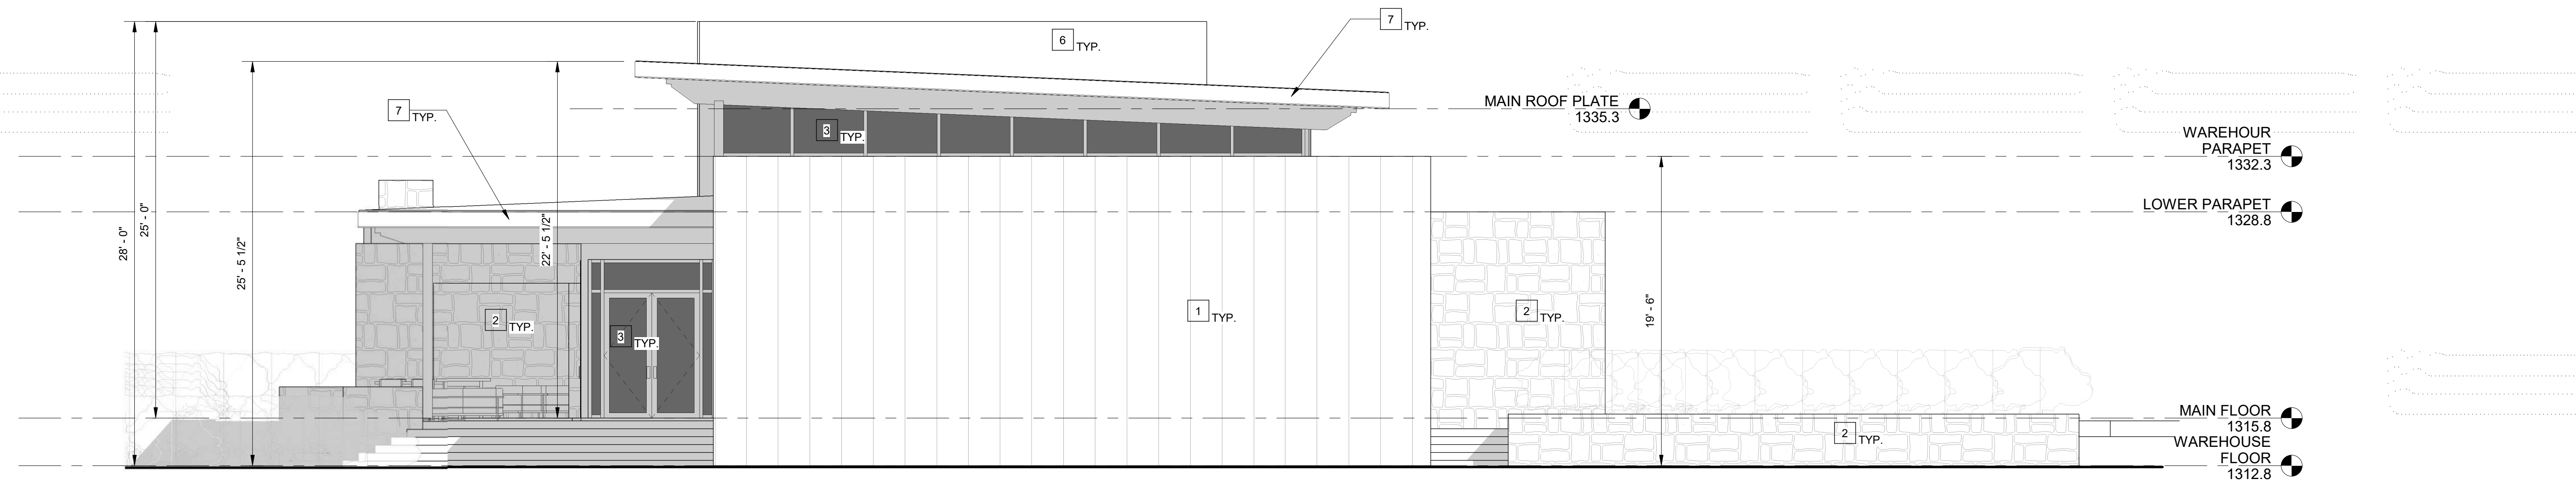 7
TYP.
6
TYP.
MAIN ROOF PLATE
1335.3
7
TYP.
3
TYP.
WAREHOUR
PARAPET
1332.3
LOWER PARAPET
1328.8
28' - 0"
25' - 0"
25' - 5 1/2"
22' - 5 1/2"
2
TYP.
3
TYP.
1
TYP.
2
TYP.
19' - 6"
MAIN FLOOR
1315.8
2
TYP.
WAREHOUSE
FLOOR
1312.8